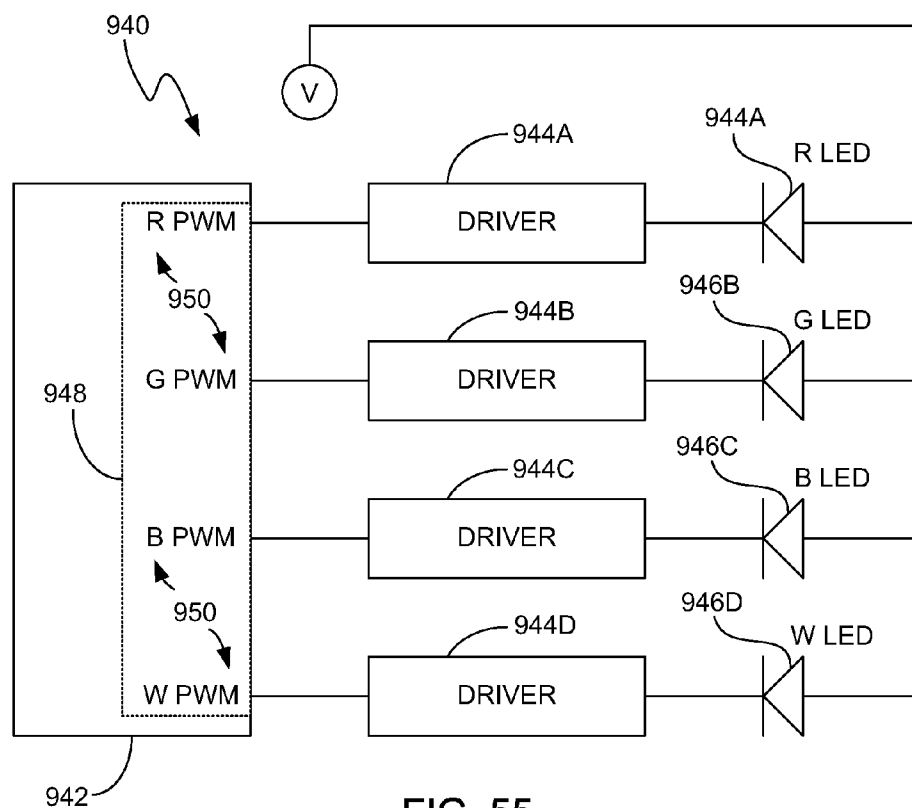 940
V
944A
944A
R LED
R PWM
DRIVER
950
944B
946B
G LED
G PWM
DRIVER
948
944C
946C
B LED
B PWM
DRIVER
950
944D
946D
W LED
W PWM
DRIVER
942
FIG. 55